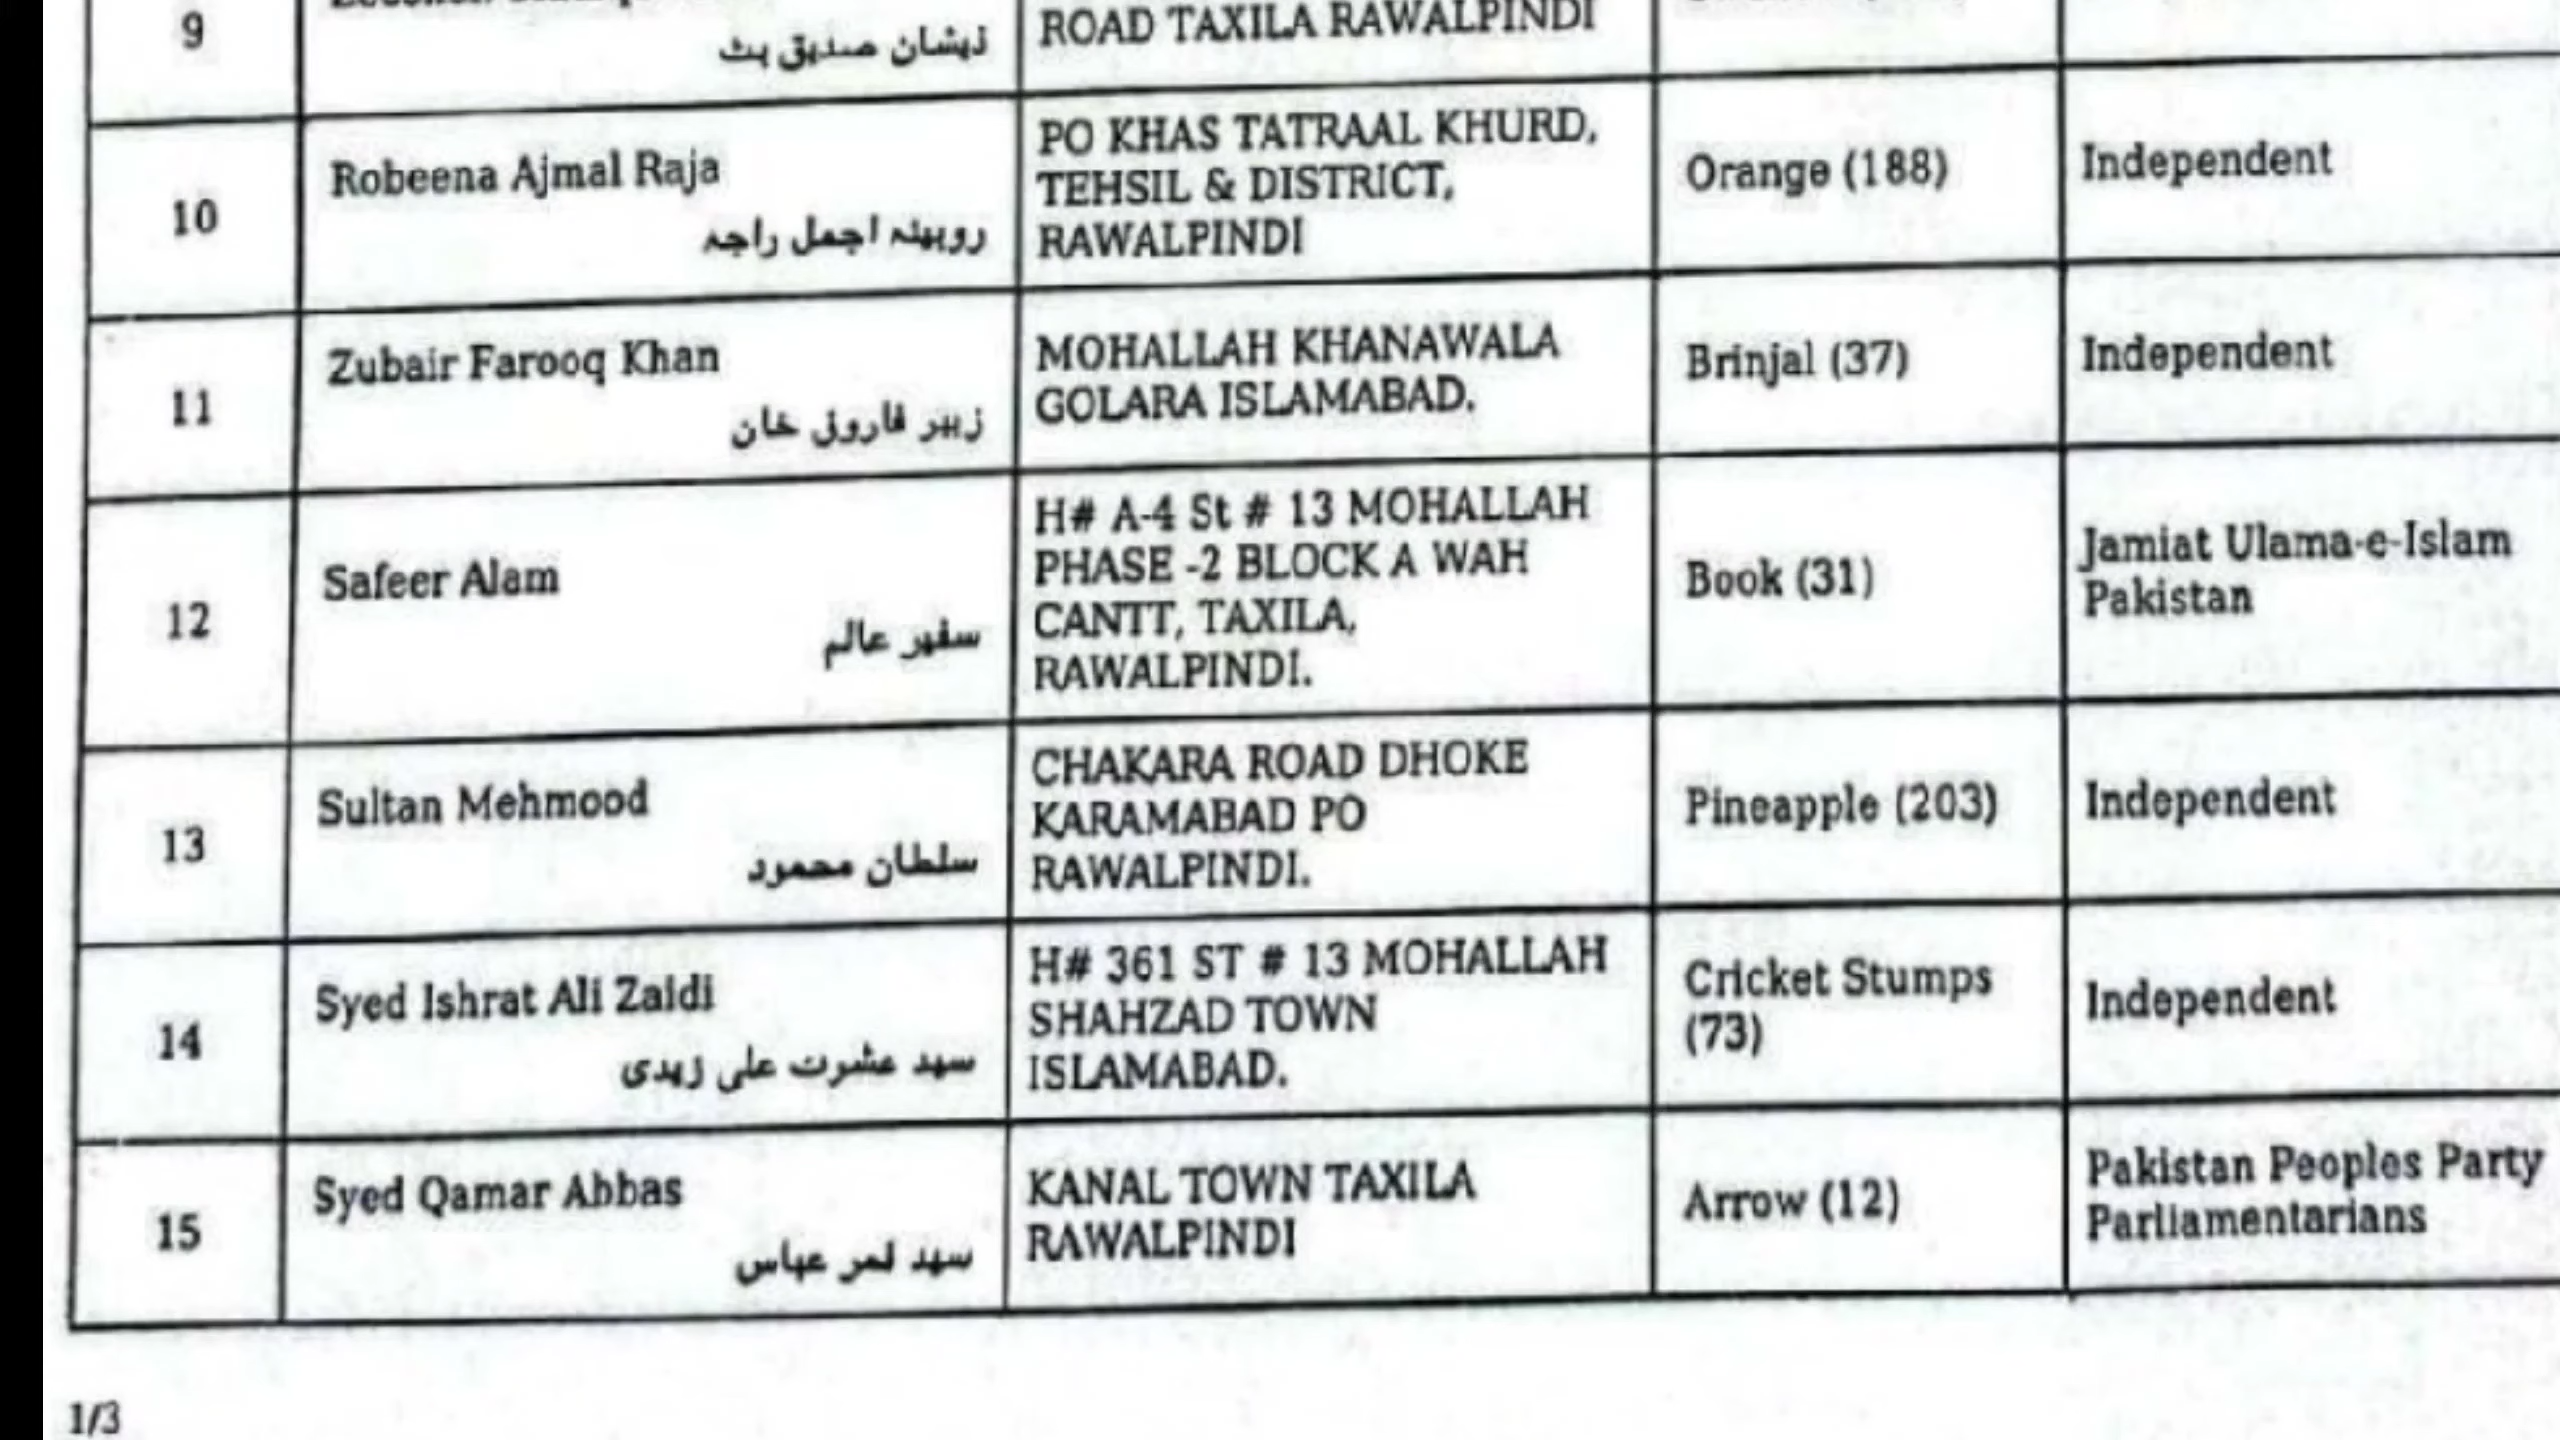 9
ذیشان صدیق بٹ
ROAD TAXILA RAWALPINDI
10
Robeena Ajmal Raja
روبینہ اجمل راجہ
PO KHAS TATRAAL KHURD,
TEHSIL & DISTRICT,
RAWALPINDI
Orange (188)
Independent
11
Zubair Farooq Khan
زبیر فاروق خان
MOHALLAH KHANAWALA
GOLARA ISLAMABAD.
Brinjal (37)
Independent
12
Safeer Alam
سفیر عالم
H# A-4 St # 13 MOHALLAH
PHASE -2 BLOCK A WAH
CANTT, TAXILA,
RAWALPINDI.
Book (31)
Jamiat Ulama-e-Islam
Pakistan
13
Sultan Mehmood
سلطان محمود
CHAKARA ROAD DHOKE
KARAMABAD PO
RAWALPINDI.
Pineapple (203)
Independent
14
Syed Ishrat Ali Zaidi
سید عشرت علی زیدی
H# 361 ST # 13 MOHALLAH
SHAHZAD TOWN
ISLAMABAD.
Cricket Stumps
(73)
Independent
15
Syed Qamar Abbas
سید قمر عباس
KANAL TOWN TAXILA
RAWALPINDI
Arrow (12)
Pakistan Peoples Party
Parliamentarians
1/3